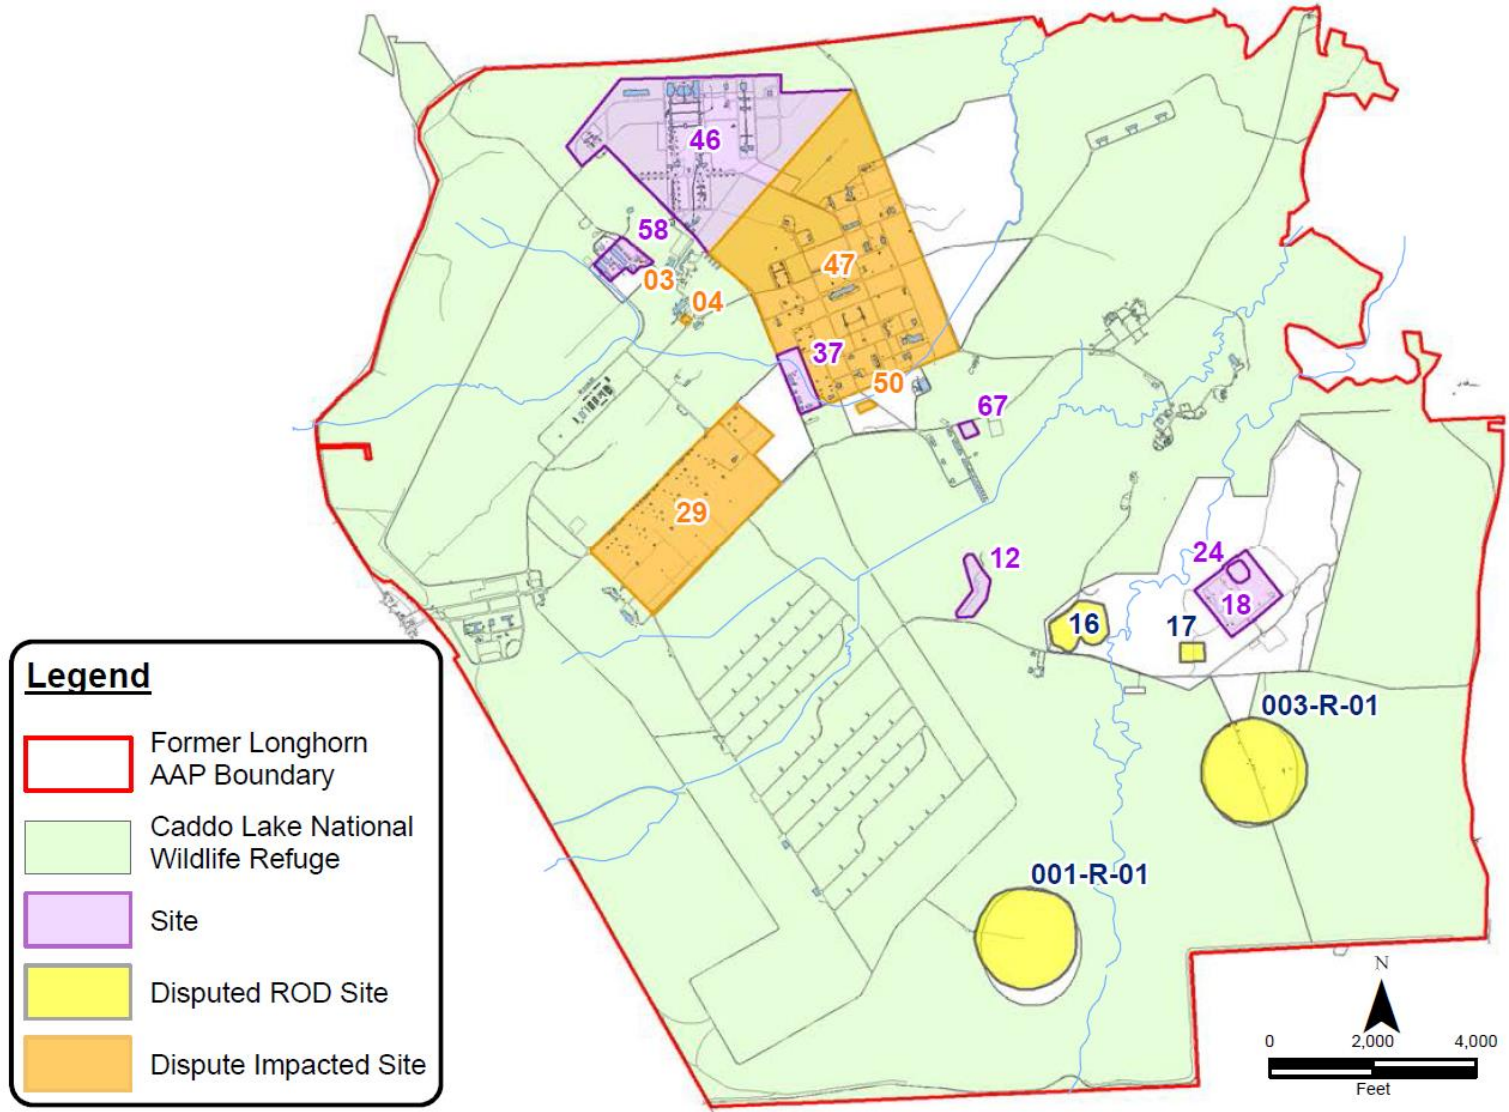 46
58
03
04
47
37
50
67
29
12
24
18
16
17
003-R-01
001-R-01
Legend
Former Longhorn
AAP Boundary
Caddo Lake National
Wildlife Refuge
Site
Disputed ROD Site
Dispute Impacted Site
N
0 2,000 4,000
Feet